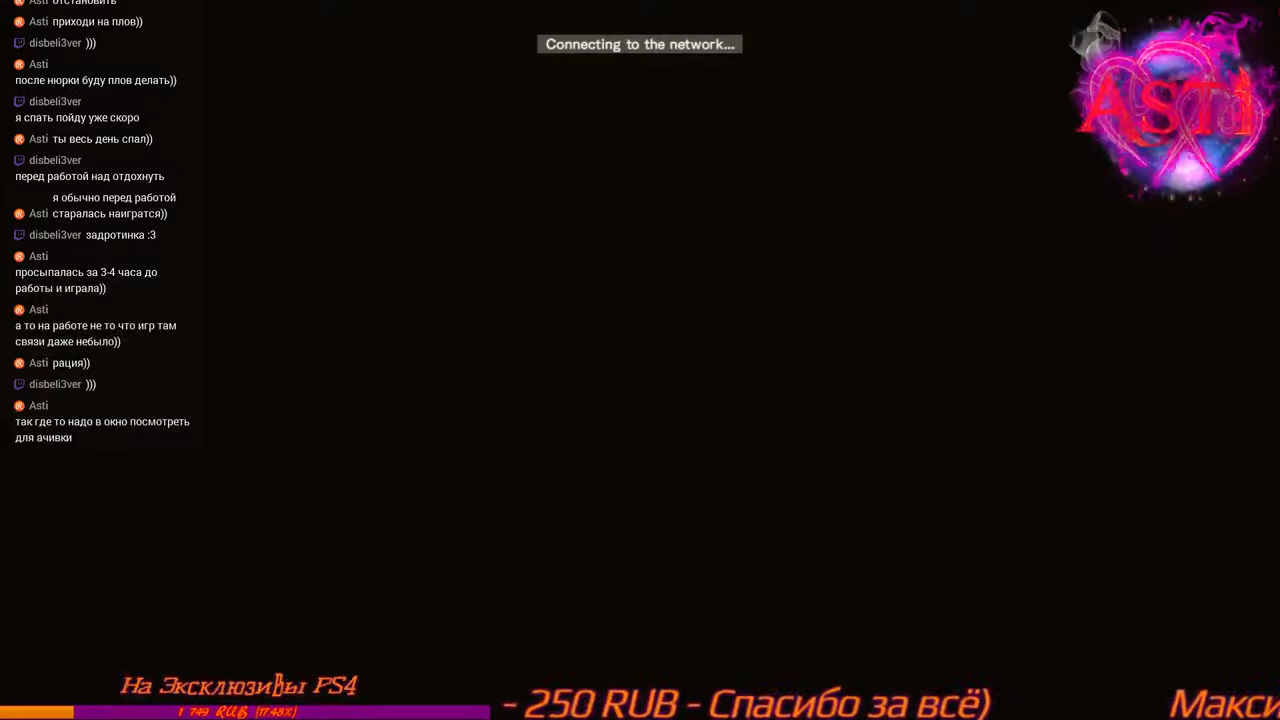 Asti отстановить
Asti приходи на плов))
disbeli3ver )))
Asti
после нюрки буду плов делать))
disbeli3ver
я спать пойду уже скоро
Asti ты весь день спал))
disbeli3ver
перед работой над отдохнуть
я обычно перед работой
Asti старалась наигратся))
disbeli3ver задротинка :3
Asti
просыпалась за 3-4 часа до
работы и играла))
Asti
а то на работе не то что игр там
связи даже небыло))
Asti рация))
disbeli3ver )))
Asti
так где то надо в окно посмотреть
для ачивки
Connecting to the network...
ASTI
На Эксклюзивы PS4
1 749 RUB (17.48%)
- 250 RUB - Спасибо за всё)
Макси